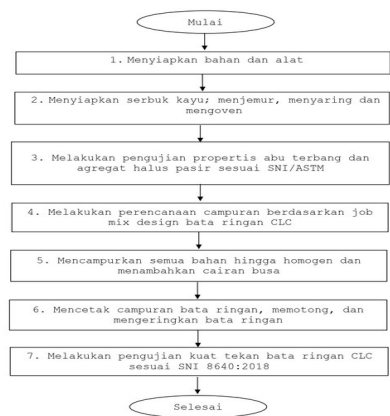 Mulai
1. Menyiapkan bahan dan alat
2. Menyiapkan serbuk kayu; menjemur, menyaring dan
mengoven
3. Melakukan pengujian propertis abu terbang dan
agregat halus pasir sesuai SNI/ASTM
4. Melakukan perencanaan campuran berdasarkan job
mix design bata ringan CLC
5. Mencampurkan semua bahan hingga homogen dan
menambahkan cairan busa
6. Mencetak campuran bata ringan, memotong, dan
mengeringkan bata ringan
7. Melakukan pengujian kuat tekan bata ringan CLC
sesuai SNI 8640:2018
Selesai